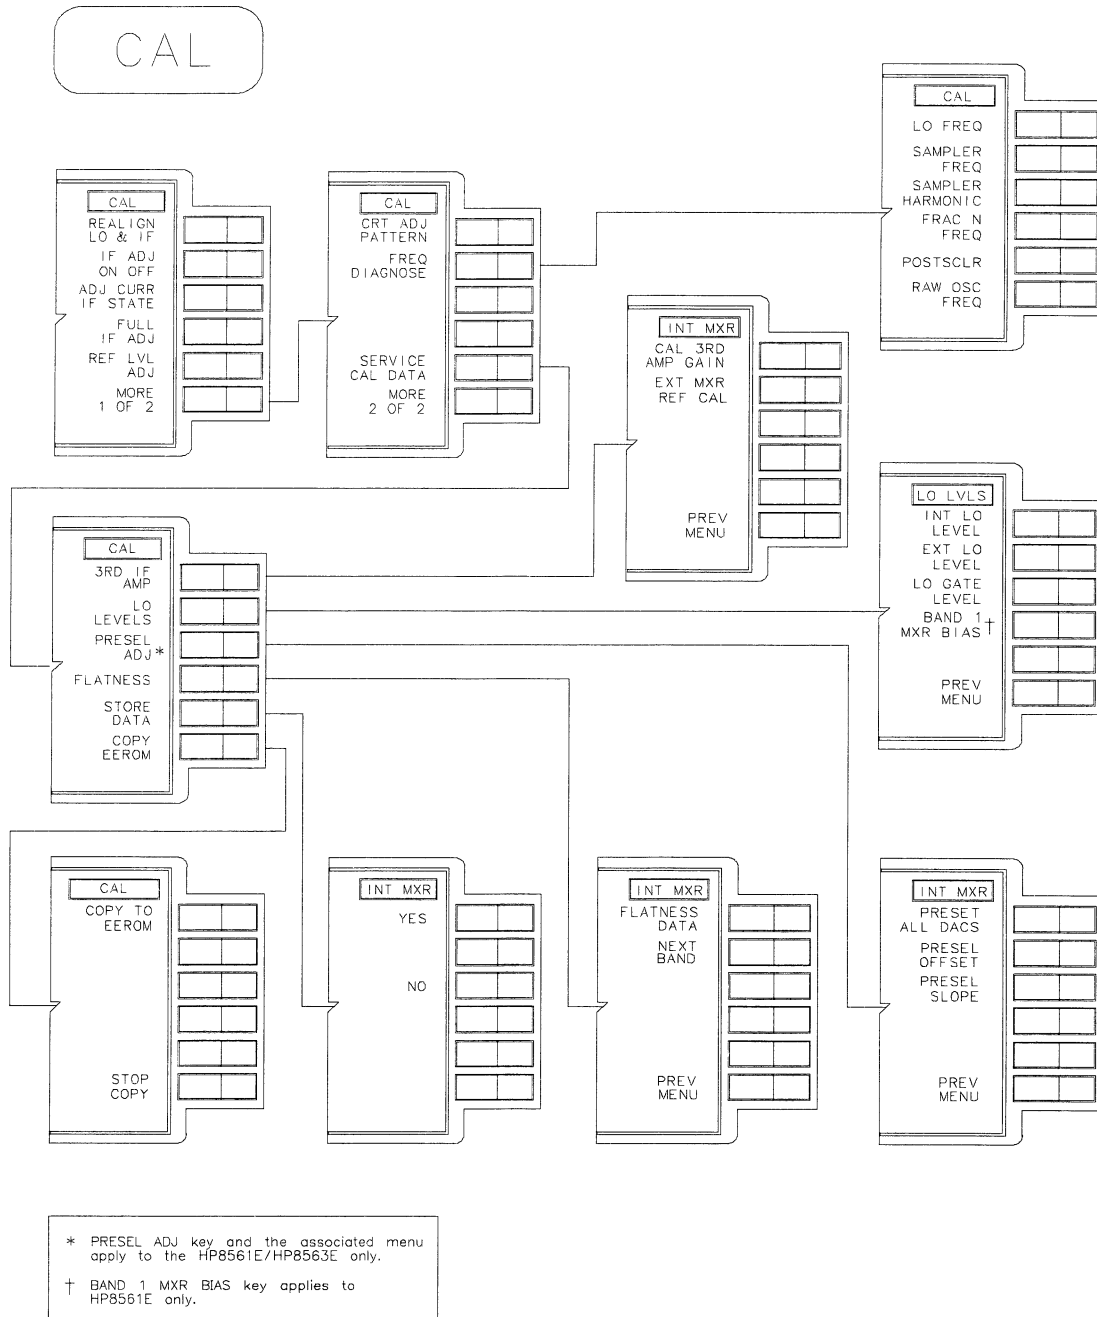 CAL
CAL
LO FREQ
SAMPLER
FREQ
SAMPLER
HARMONIC
FRAC N
FREQ
POSTSCLR
RAW OSC
FREQ
CAL
REALIGN
LO & IF
IF ADJ
ON OFF
ADJ CURR
IF STATE
FULL
IF ADJ
REF LVL
ADJ
MORE
1 OF 2
CAL
CRT ADJ
PATTERN
FREQ
DIAGNOSE
SERVICE
CAL DATA
MORE
2 OF 2
INT MXR
CAL 3RD
AMP GAIN
EXT MXR
REF CAL
PREV
MENU
LO LVLS
INT LO
LEVEL
EXT LO
LEVEL
LO GATE
LEVEL
BAND 1
MXR BIAS†
PREV
MENU
CAL
3RD IF
AMP
LO
LEVELS
PRESEL
ADJ*
FLATNESS
STORE
DATA
COPY
EEROM
CAL
COPY TO
EEROM
STOP
COPY
INT MXR
YES
NO
INT MXR
FLATNESS
DATA
NEXT
BAND
PREV
MENU
INT MXR
PRESET
ALL DACS
PRESEL
OFFSET
PRESEL
SLOPE
PREV
MENU
* PRESEL ADJ key and the associated menu
apply to the HP8561E/HP8563E only.
† BAND 1 MXR BIAS key applies to
HP8561E only.